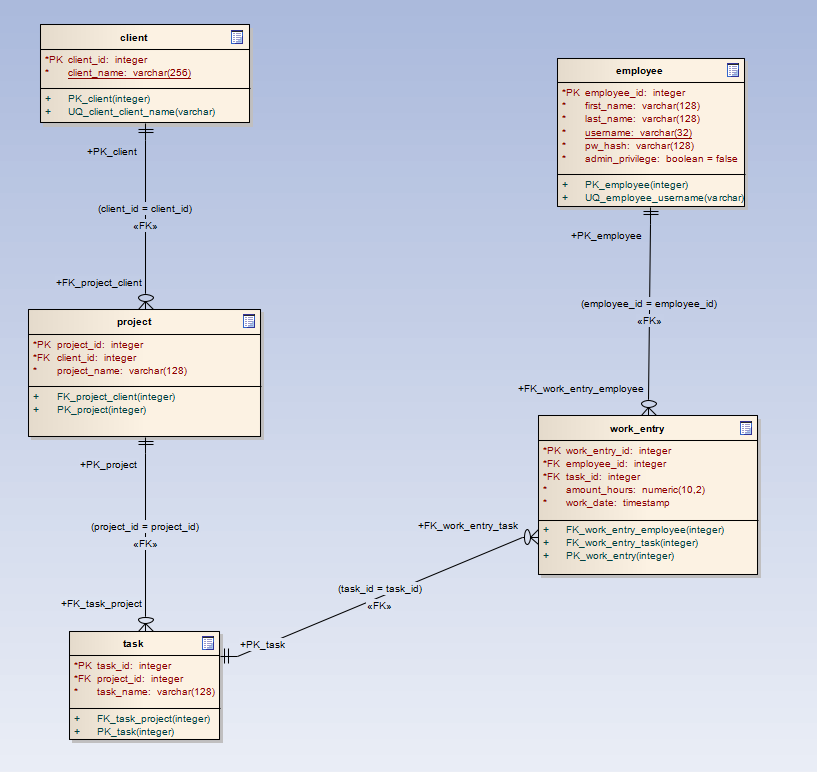 client
*PK client_id: integer
* client_name: varchar(256)
+ PK_client(integer)
+ UQ_client_client_name(varchar)
+PK_client
(client_id = client_id)
«FK»
+FK_project_client
project
*PK project_id: integer
*FK client_id: integer
* project_name: varchar(128)
+ FK_project_client(integer)
+ PK_project(integer)
+PK_project
(project_id = project_id)
«FK»
+FK_task_project
task
*PK task_id: integer
*FK project_id: integer
* task_name: varchar(128)
+ FK_task_project(integer)
+ PK_task(integer)
+PK_task
(task_id = task_id)
«FK»
+FK_work_entry_task
employee
*PK employee_id: integer
* first_name: varchar(128)
* last_name: varchar(128)
* username: varchar(32)
* pw_hash: varchar(128)
* admin_privilege: boolean = false
+ PK_employee(integer)
+ UQ_employee_username(varchar)
+PK_employee
(employee_id = employee_id)
«FK»
+FK_work_entry_employee
work_entry
*PK work_entry_id: integer
*FK employee_id: integer
*FK task_id: integer
* amount_hours: numeric(10,2)
* work_date: timestamp
+ FK_work_entry_employee(integer)
+ FK_work_entry_task(integer)
+ PK_work_entry(integer)